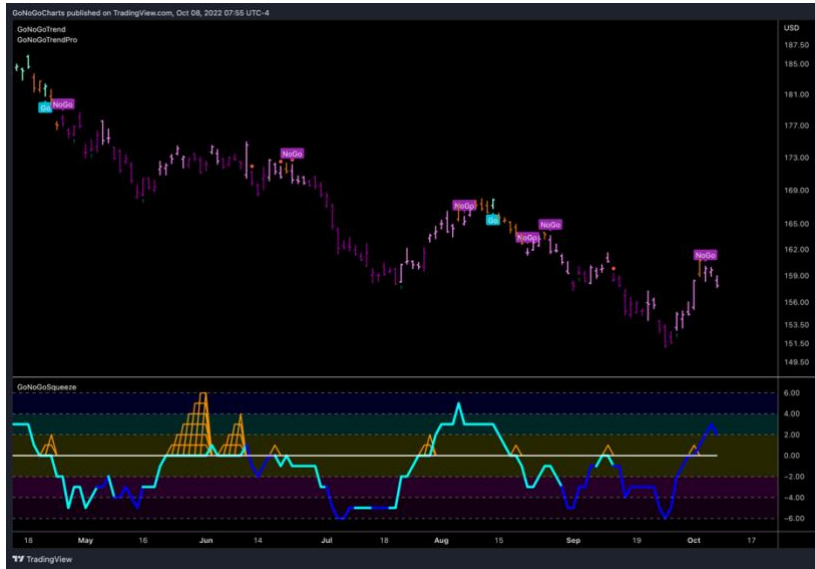 GoNoGoCharts published on TradingView.com, Oct 08, 2022 07:55 UTC-4
GoNoGoTrend
GoNoGoTrendPro
USD
187.50
185.00
181.00
177.00
173.00
169.00
165.00
162.00
159.00
156.00
153.50
151.50
149.50
Go
NoGo
NoGo
NoGo
Go
NoGo
NoGo
NoGo
GoNoGoSqueeze
6.00
4.00
2.00
0.00
−2.00
−4.00
−6.00
18 May 16 Jun 14 Jul 18 Aug 15 Sep 19 Oct 17
TradingView